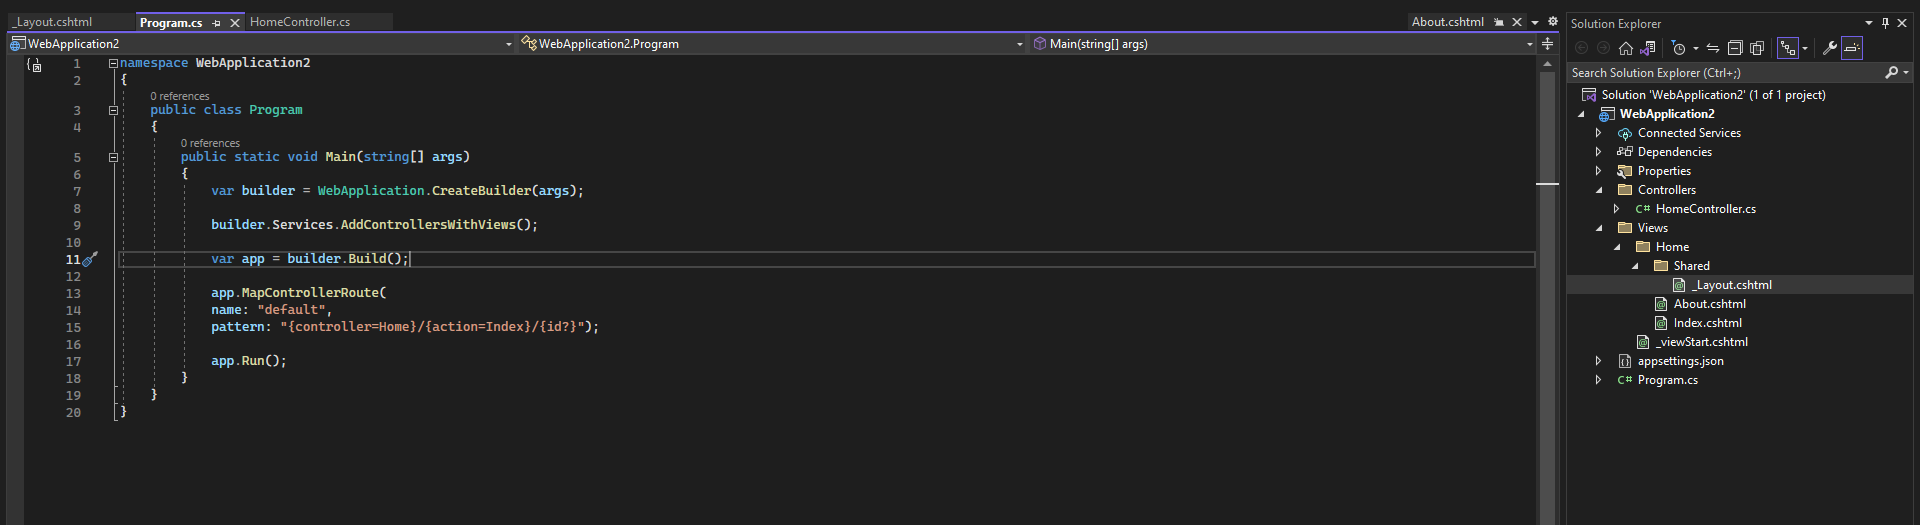 _Layout.cshtml
Program.cs
HomeController.cs
About.cshtml
WebApplication2
WebApplication2.Program
Main(string[] args)
1 namespace WebApplication2
2 {
0 references
3 public class Program
4 {
0 references
5 public static void Main(string[] args)
6 {
7 var builder = WebApplication.CreateBuilder(args);
8
9 builder.Services.AddControllersWithViews();
10
11 var app = builder.Build();
12
13 app.MapControllerRoute(
14 name: "default",
15 pattern: "{controller=Home}/{action=Index}/{id?}");
16
17 app.Run();
18 }
19 }
20 }
Solution Explorer
Search Solution Explorer (Ctrl+;)
Solution 'WebApplication2' (1 of 1 project)
WebApplication2
Connected Services
Dependencies
Properties
Controllers
C# HomeController.cs
Views
Home
Shared
_Layout.cshtml
About.cshtml
Index.cshtml
_viewStart.cshtml
appsettings.json
C# Program.cs